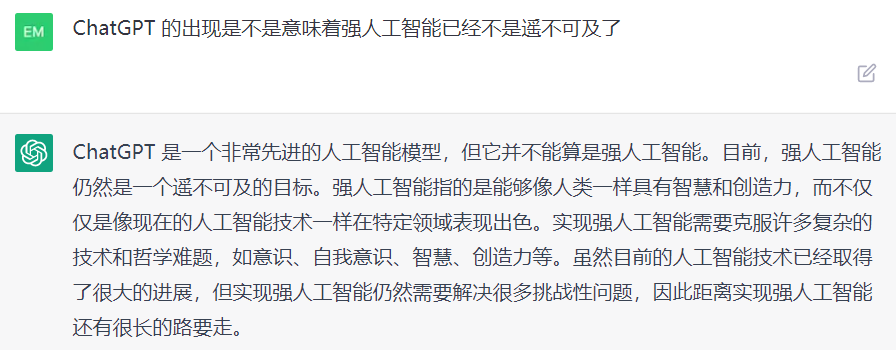 EM
ChatGPT 的出现是不是意味着强人工智能已经不是遥不可及了
ChatGPT 是一个非常先进的人工智能模型，但它并不能算是强人工智能。目前，强人工智能
仍然是一个遥不可及的目标。强人工智能指的是能够像人类一样具有智慧和创造力，而不仅
仅是像现在的人工智能技术一样在特定领域表现出色。实现强人工智能需要克服许多复杂的
技术和哲学难题，如意识、自我意识、智慧、创造力等。虽然目前的人工智能技术已经取得
了很大的进展，但实现强人工智能仍然需要解决很多挑战性问题，因此距离实现强人工智能
还有很长的路要走。